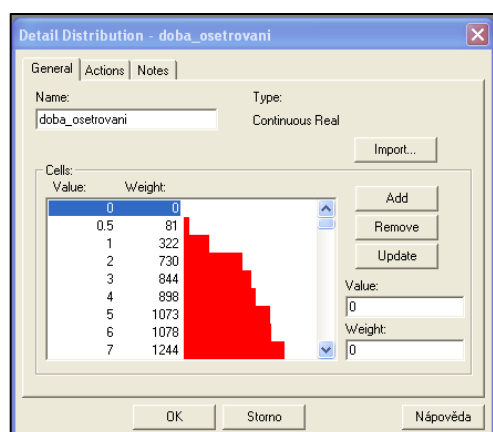 Detail Distribution - doba_osetrovani
General Actions Notes
Name: Type:
doba_osetrovani Continuous Real
Import...
Cells:
Value: Weight:
0 0
0.5 81
1 322
2 730
3 844
4 898
5 1073
6 1078
7 1244
Add
Remove
Update
Value:
0
Weight:
0
OK Storno Nápověda